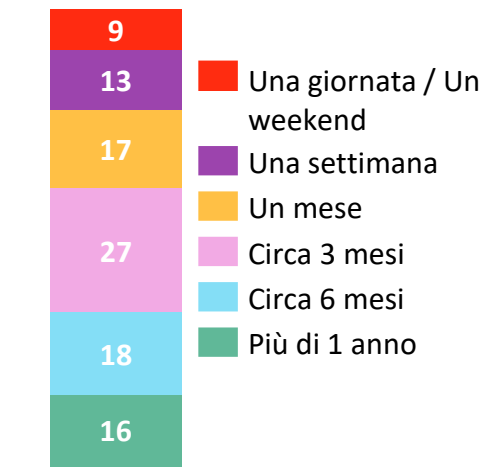 9
13
17
27
18
16
Una giornata / Un
weekend
Una settimana
Un mese
Circa 3 mesi
Circa 6 mesi
Più di 1 anno